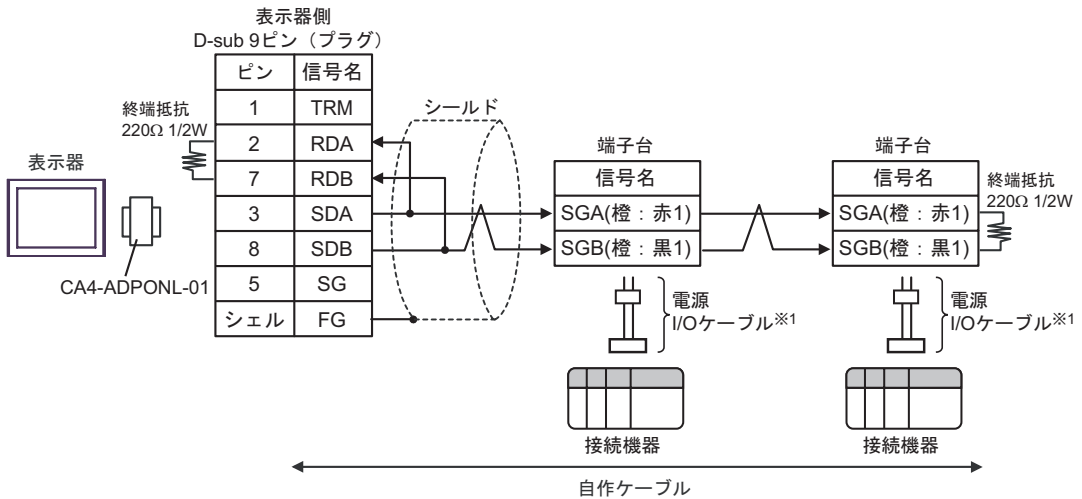 表示器側
D-sub 9ピン（プラグ）
ピン 信号名
1 TRM
2 RDA
7 RDB
3 SDA
8 SDB
5 SG
シェル FG
終端抵抗
220Ω 1/2W
表示器
CA4-ADPONL-01
シールド
端子台
信号名
SGA(橙：赤1)
SGB(橙：黒1)
電源
I/Oケーブル※1
接続機器
端子台
信号名
SGA(橙：赤1)
SGB(橙：黒1)
終端抵抗
220Ω 1/2W
電源
I/Oケーブル※1
接続機器
自作ケーブル